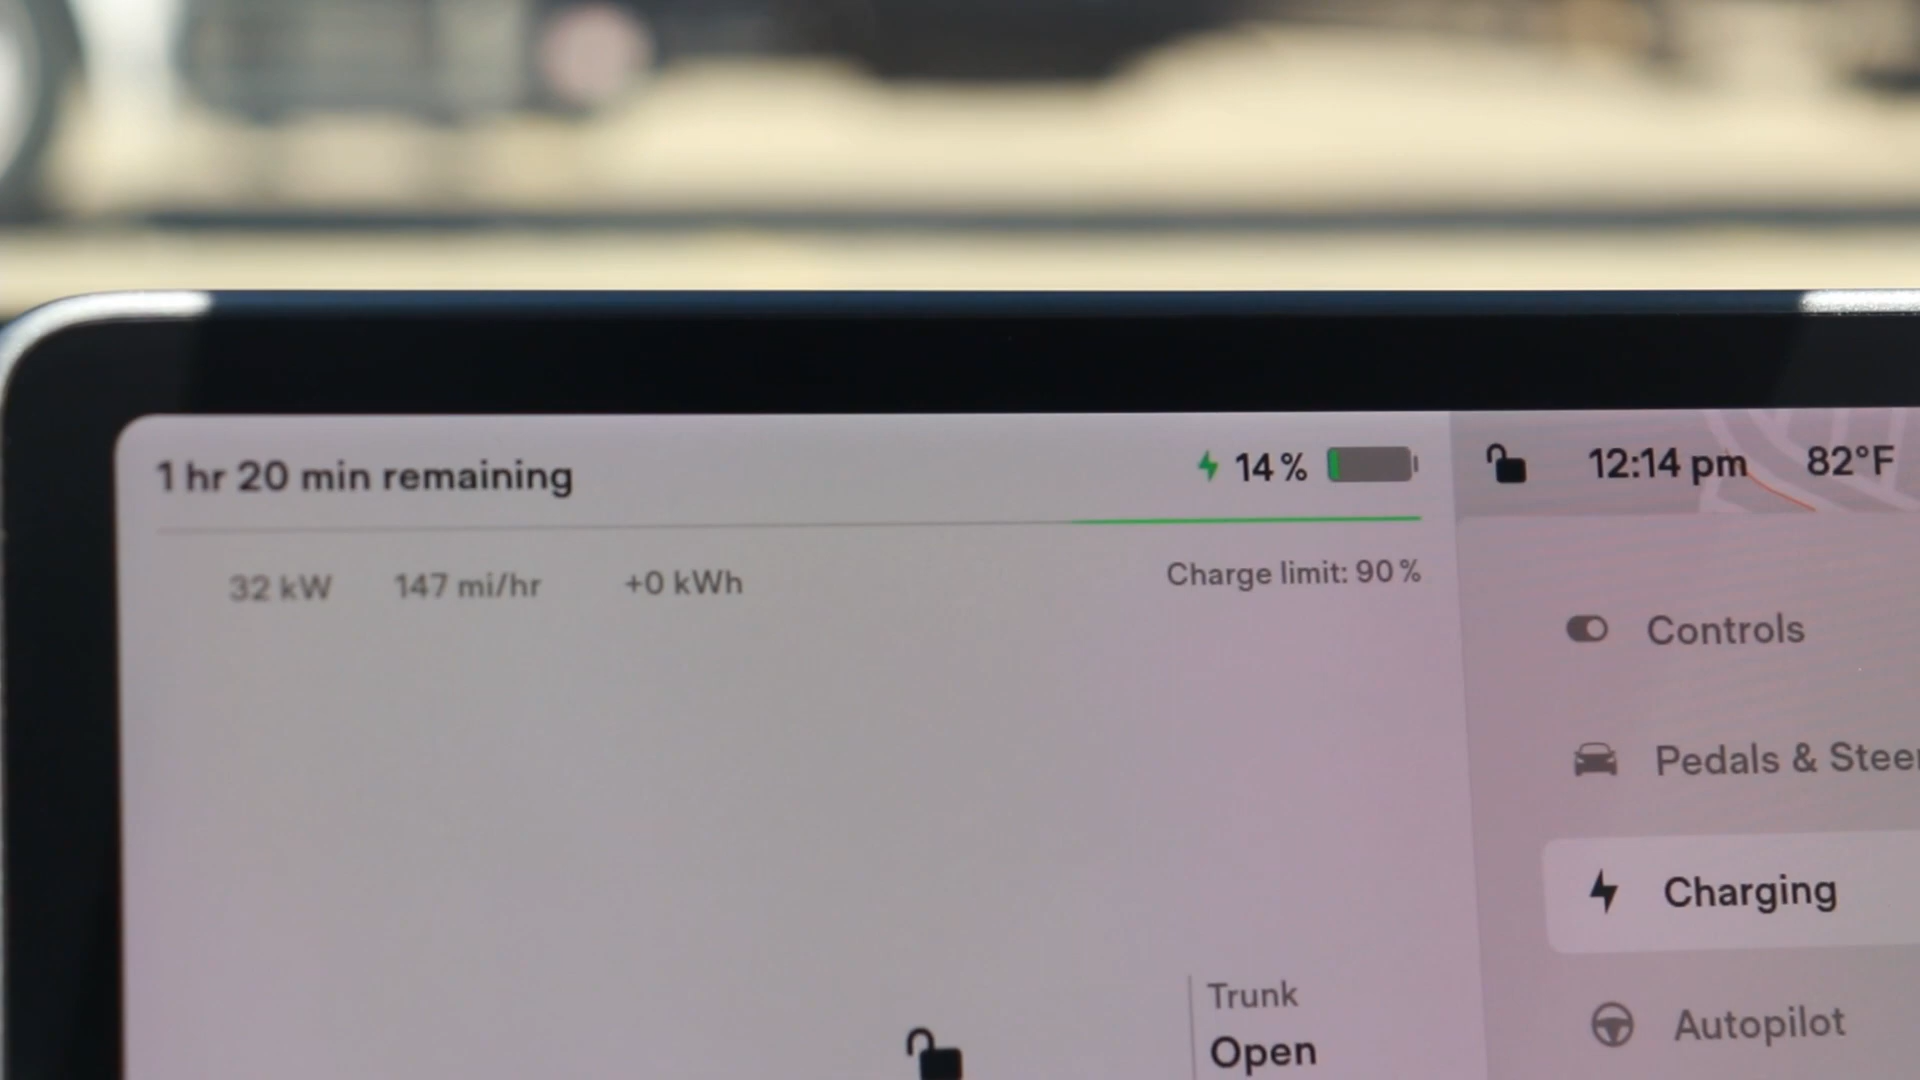 1 hr 20 min remaining
14%
12:14 pm
82°F
32 kW
147 mi/hr
+0 kWh
Charge limit: 90%
Controls
Pedals &
Charging
Trunk
Open
Autopilot